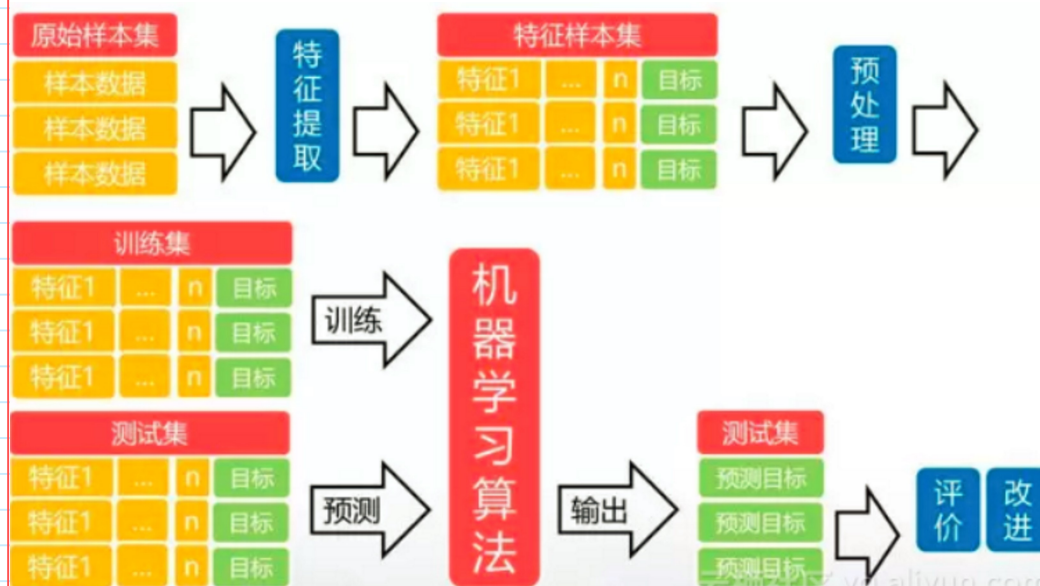 原始样本集
样本数据
样本数据
样本数据
特征提取
特征样本集
特征1 ... n 目标
特征1 ... n 目标
特征1 ... n 目标
预处理
训练集
特征1 ... n 目标
特征1 ... n 目标
特征1 ... n 目标
训练
测试集
特征1 ... n 目标
特征1 ... n 目标
特征1 ... n 目标
预测
机器学习算法
输出
测试集
预测目标
预测目标
预测目标
评价
改进
yq.aliyun.com